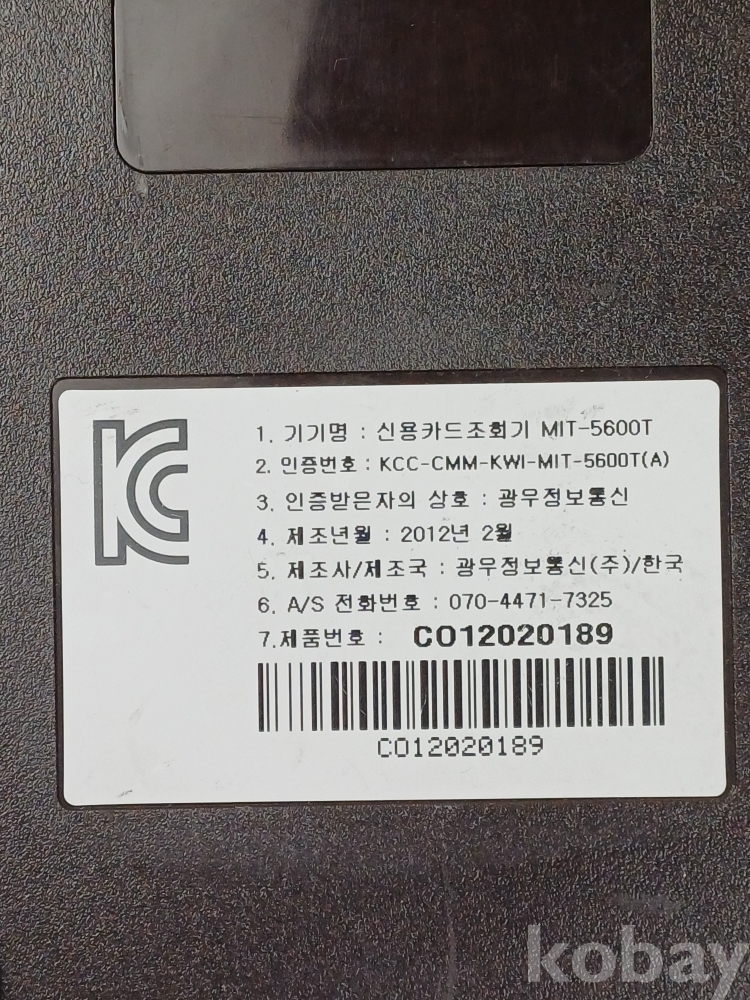 KC
1. 기기명 : 신용카드조회기 MIT-5600T
2. 인증번호 : KCC-CMM-KWI-MIT-5600T(A)
3. 인증받은자의 상호 : 광우정보통신
4. 제조년월 : 2012년 2월
5. 제조사/제조국 : 광우정보통신(주)/한국
6. A/S 전화번호 : 070-4471-7325
7.제품번호 : CO12020189
CO12020189
kobay